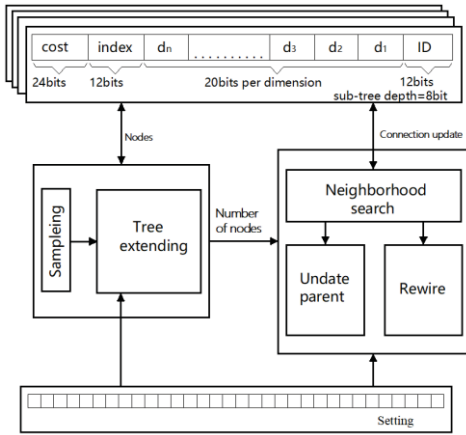 cost index dn .......... d3 d2 d1 ID
24bits 12bits 20bits per dimension 12bits
sub-tree depth=8bit
Nodes
Connection update
Sampleing
Tree
extending
Number
of nodes
Neighborhood
search
Undate
parent
Rewire
Setting